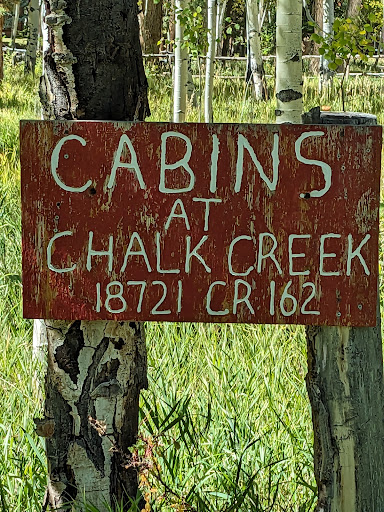 CABINS
AT
CHALK CREEK
18721 CR 162